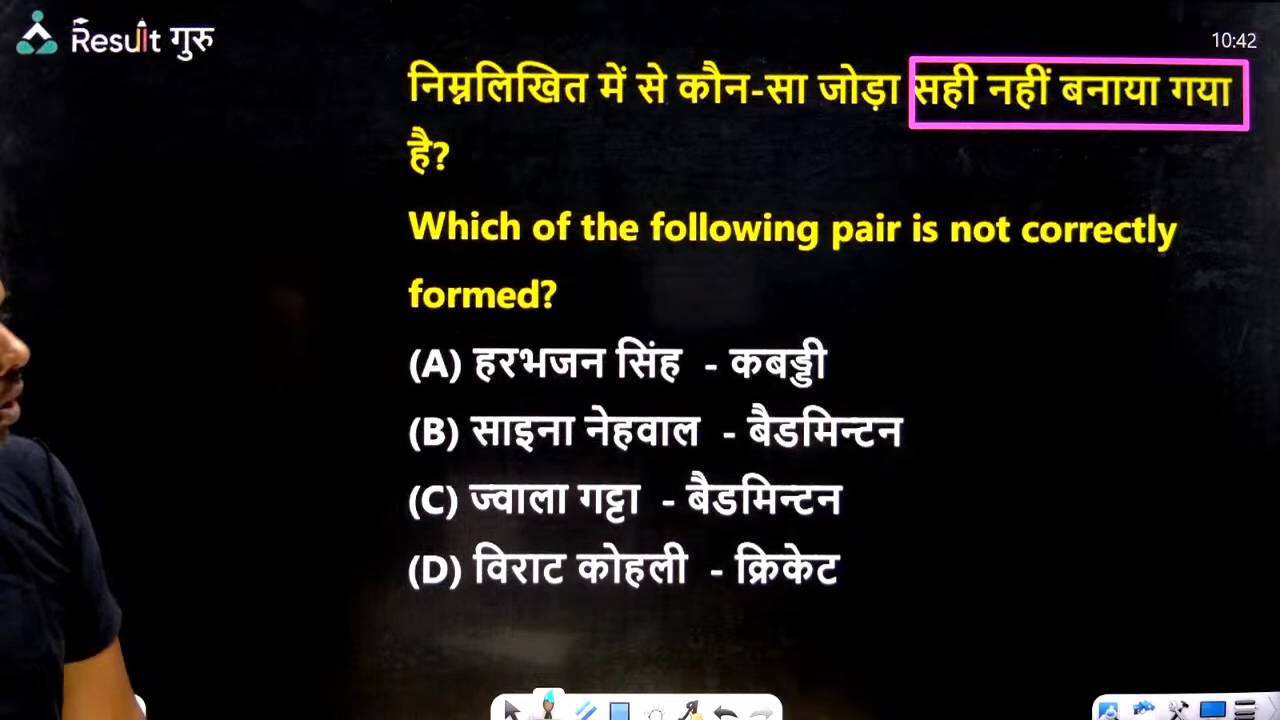 Result गुरु
10:42
निम्नलिखित में से कौन-सा जोड़ा सही नहीं बनाया गया
है?
Which of the following pair is not correctly
formed?
(A) हरभजन सिंह - कबड्डी
(B) साइना नेहवाल - बैडमिन्टन
(C) ज्वाला गट्टा - बैडमिन्टन
(D) विराट कोहली - क्रिकेट